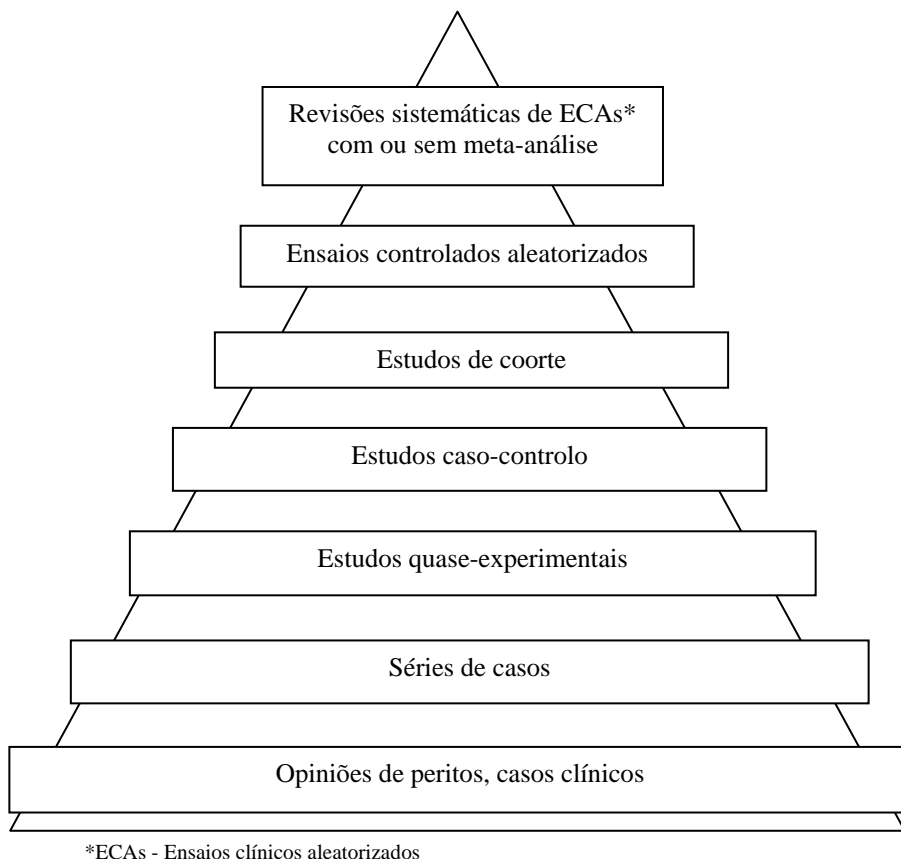 Revisões sistemáticas de ECAs*
com ou sem meta-análise
Ensaios controlados aleatorizados
Estudos de coorte
Estudos caso-controlo
Estudos quase-experimentais
Séries de casos
Opiniões de peritos, casos clínicos
*ECAs - Ensaios clínicos aleatorizados